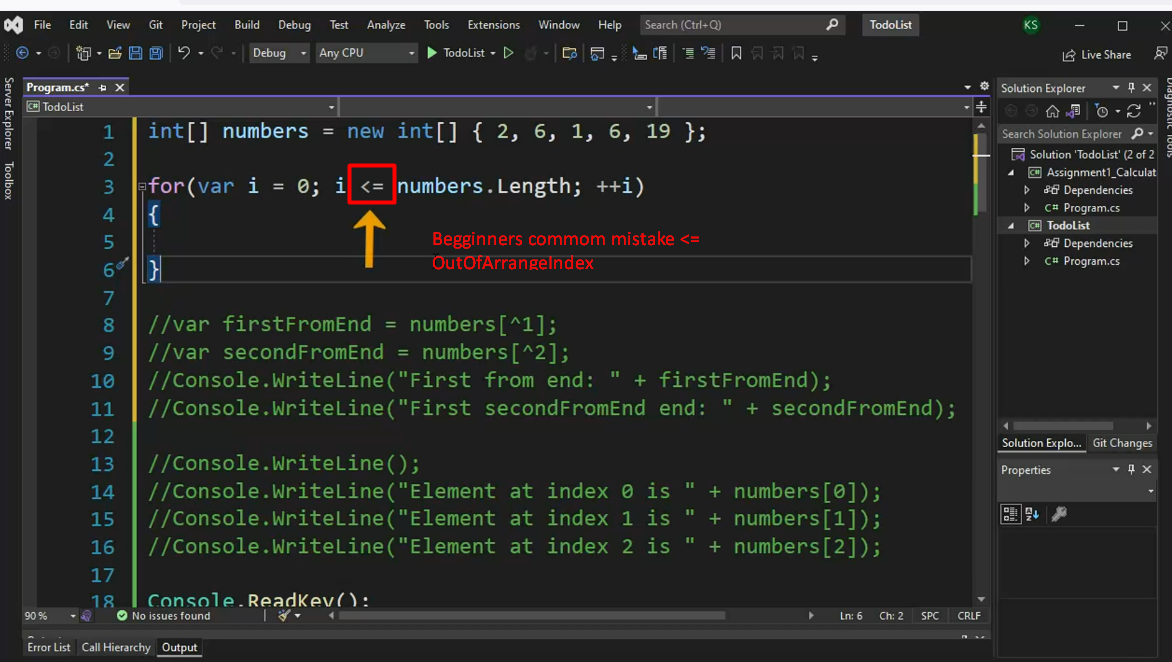 File Edit View Git Project Build Debug Test Analyze Tools Extensions Window Help Search (Ctrl+Q) TodoList KS
Debug Any CPU TodoList Live Share
Server Explorer
Toolbox
Program.cs*
C# TodoList
1 int[] numbers = new int[] { 2, 6, 1, 6, 19 };
2
3 for(var i = 0; i <= numbers.Length; ++i)
4 {
5
6 }
Begginners commom mistake <=
OutOfArrangeIndex
7
8 //var firstFromEnd = numbers[^1];
9 //var secondFromEnd = numbers[^2];
10 //Console.WriteLine("First from end: " + firstFromEnd);
11 //Console.WriteLine("First secondFromEnd end: " + secondFromEnd);
12
13 //Console.WriteLine();
14 //Console.WriteLine("Element at index 0 is " + numbers[0]);
15 //Console.WriteLine("Element at index 1 is " + numbers[1]);
16 //Console.WriteLine("Element at index 2 is " + numbers[2]);
17
18 Console.ReadKey();
90 % No issues found Ln: 6 Ch: 2 SPC CRLF
Error List Call Hierarchy Output
Solution Explorer
Search Solution Explorer
Solution 'TodoList' (2 of 2
Assignment1_Calculat
Dependencies
C# Program.cs
TodoList
Dependencies
C# Program.cs
Solution Explo... Git Changes
Properties